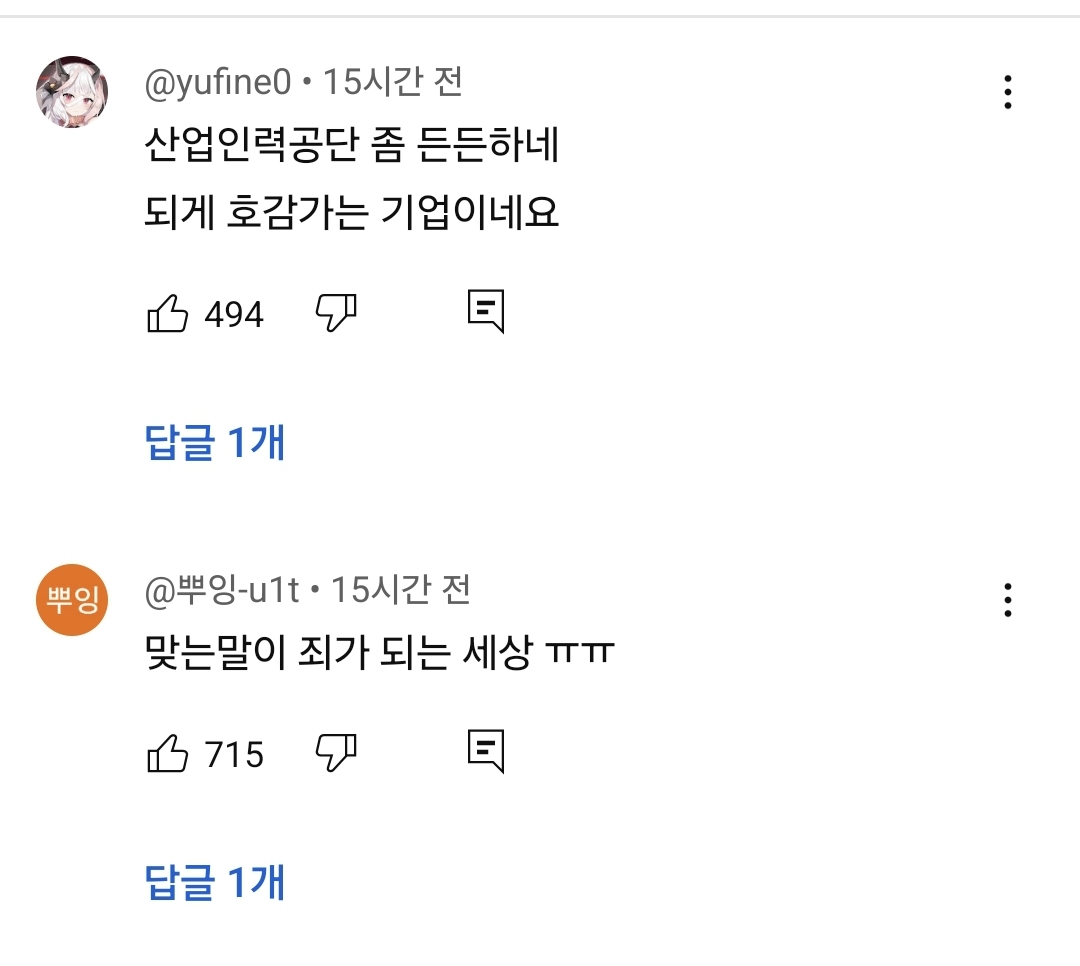 @yufine0 • 15시간 전
산업인력공단 좀 든든하네
되게 호감가는 기업이네요
494
답글 1개
뿌잉
@뿌잉-u1t • 15시간 전
맞는말이 죄가 되는 세상 ㅠㅠ
715
답글 1개